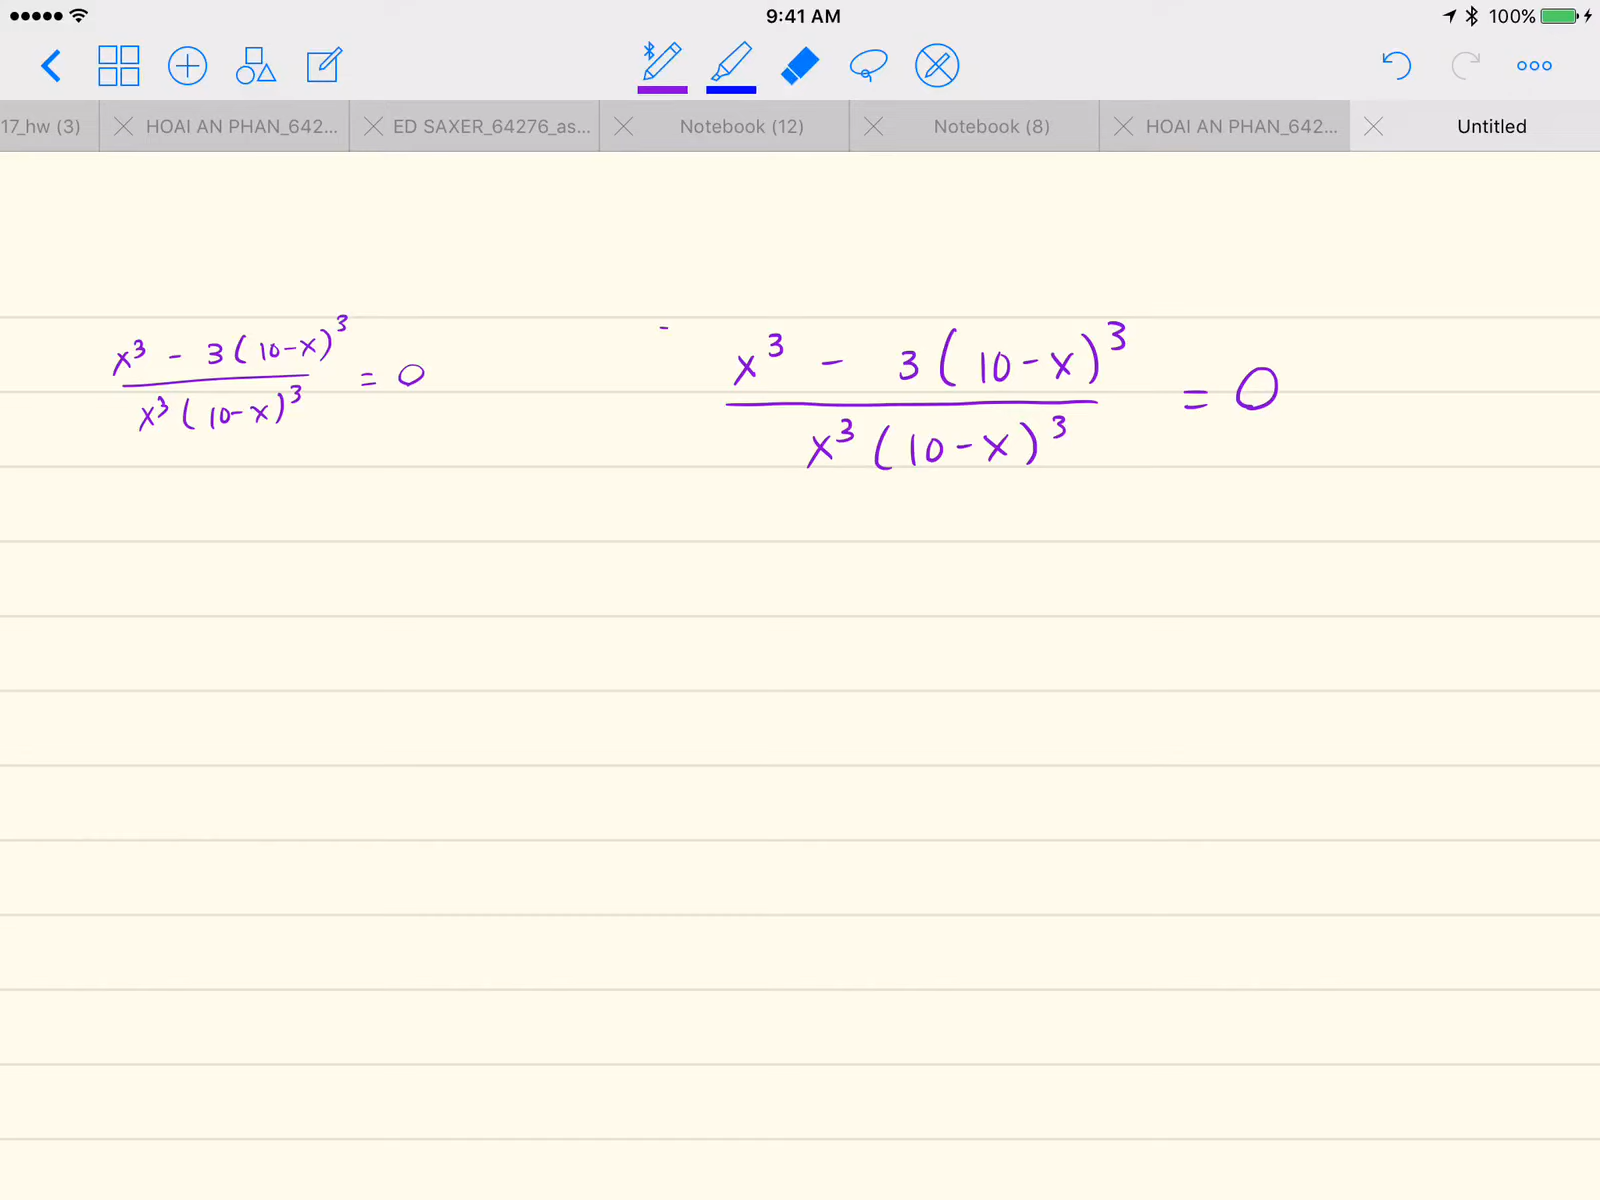 9:41 AM 100%
17_hw (3) HOAI AN PHAN_642... ED SAXER_64276_as... Notebook (12) Notebook (8) HOAI AN PHAN_642... Untitled
x³ - 3(10-x)³
x³(10-x)³
= 0
- x³ - 3(10-x)³
x³(10-x)³
= 0